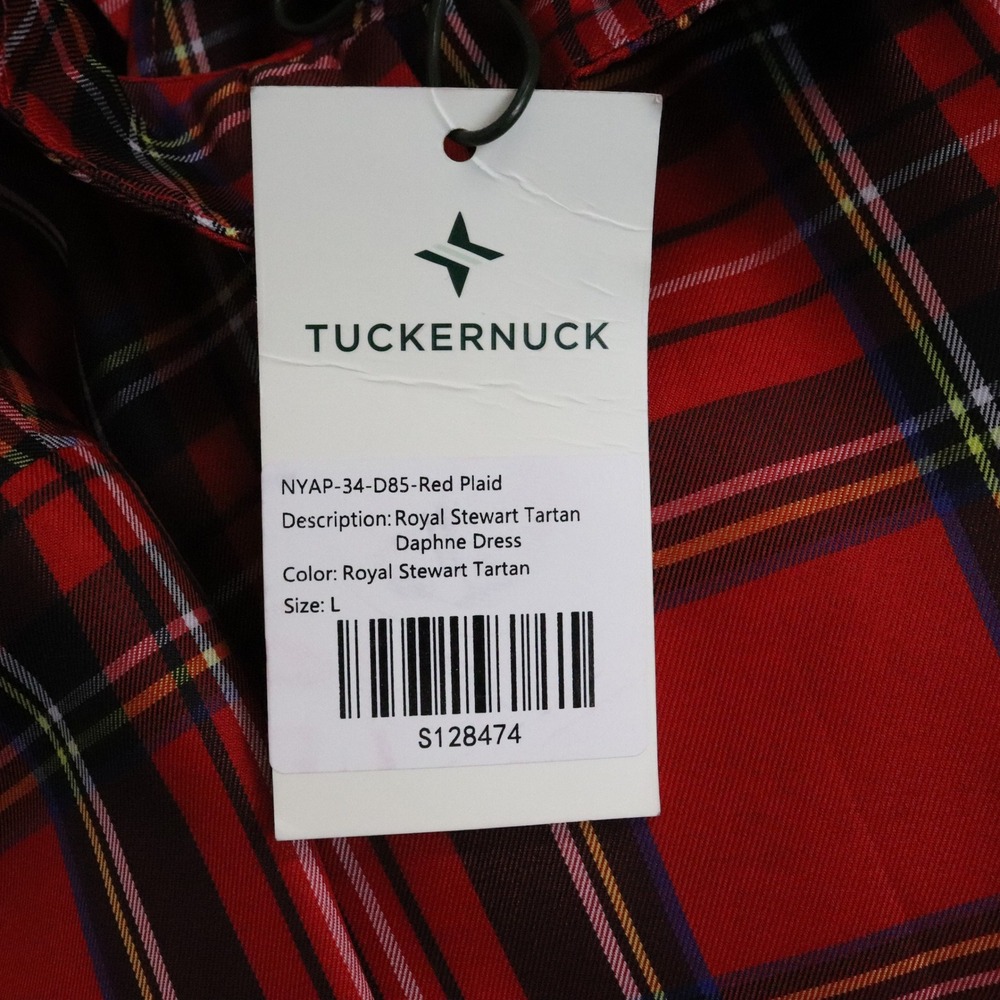 TUCKERNUCK
NYAP-34-D85-Red Plaid
Description: Royal Stewart Tartan
Daphne Dress
Color: Royal Stewart Tartan
Size: L
S128474